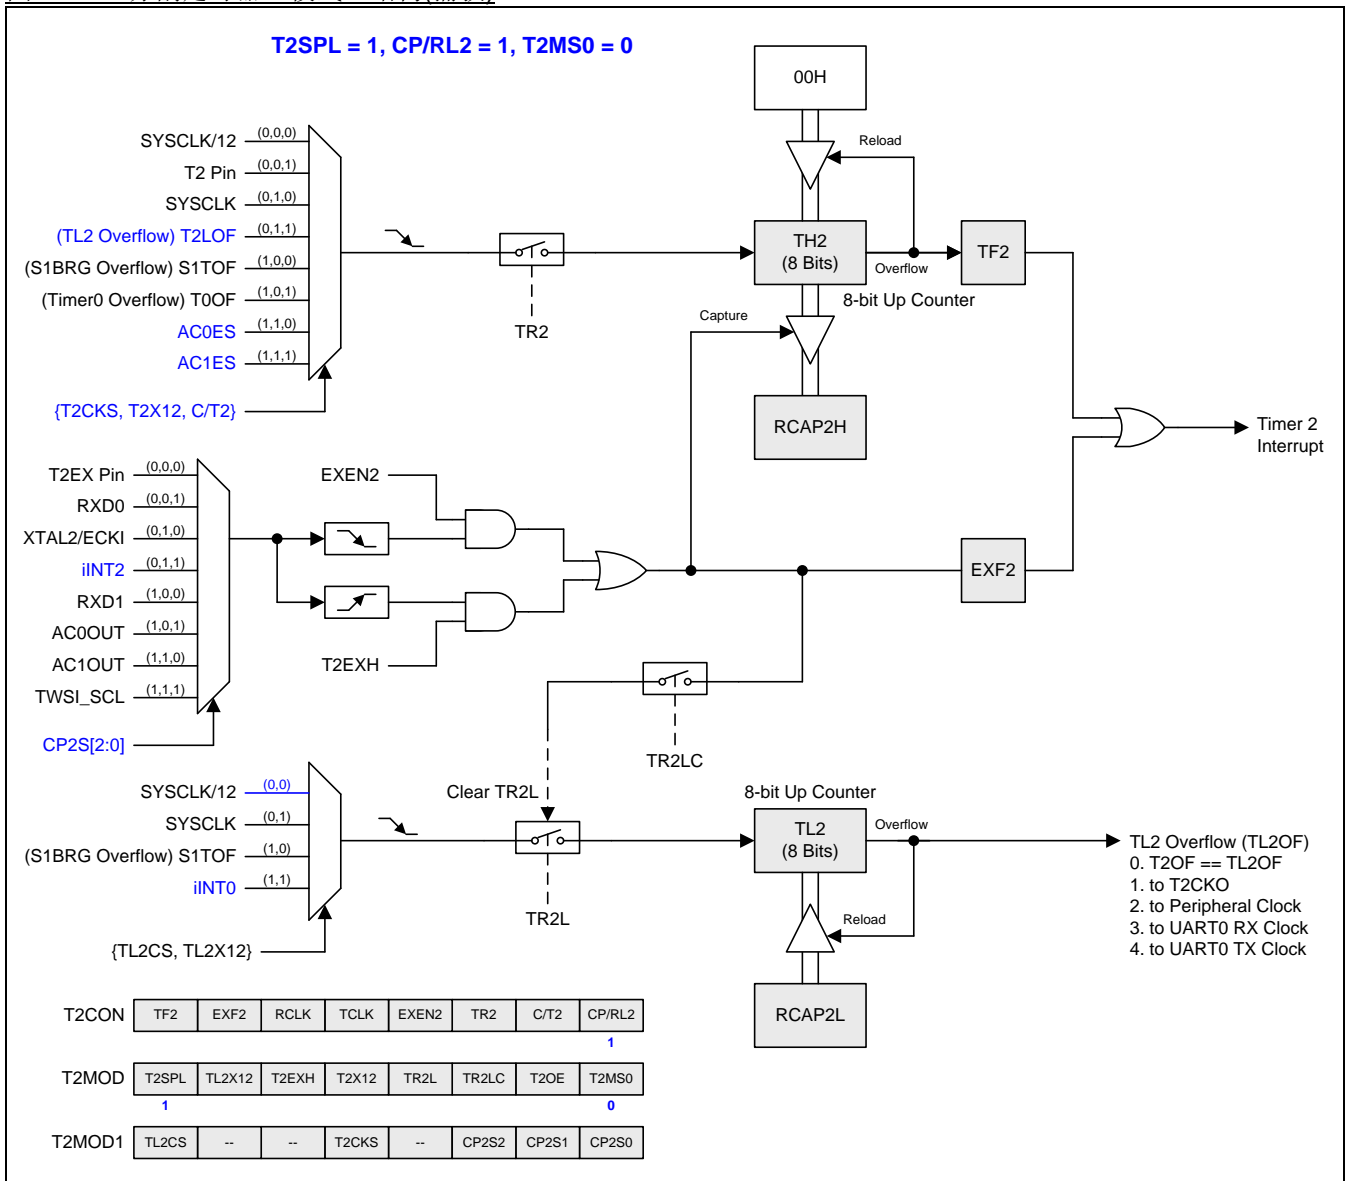 T2SPL = 1, CP/RL2 = 1, T2MS0 = 0
00H
Reload
SYSCLK/12 (0,0,0)
T2 Pin (0,0,1)
SYSCLK (0,1,0)
(TL2 Overflow) T2LOF (0,1,1)
(S1BRG Overflow) S1TOF (1,0,0)
(Timer0 Overflow) T0OF (1,0,1)
AC0ES (1,1,0)
AC1ES (1,1,1)
{T2CKS, T2X12, C/T2}
TR2
TH2
(8 Bits)
Overflow
TF2
8-bit Up Counter
Capture
RCAP2H
Timer 2
Interrupt
T2EX Pin (0,0,0)
RXD0 (0,0,1)
XTAL2/ECKI (0,1,0)
iINT2 (0,1,1)
RXD1 (1,0,0)
AC0OUT (1,0,1)
AC1OUT (1,1,0)
TWSI_SCL (1,1,1)
CP2S[2:0]
EXEN2
T2EXH
EXF2
TR2LC
Clear TR2L
SYSCLK/12 (0,0)
SYSCLK (0,1)
(S1BRG Overflow) S1TOF (1,0)
iINT0 (1,1)
{TL2CS, TL2X12}
TR2L
8-bit Up Counter
TL2
(8 Bits)
Overflow
Reload
RCAP2L
TL2 Overflow (TL2OF)
0. T2OF == TL2OF
1. to T2CKO
2. to Peripheral Clock
3. to UART0 RX Clock
4. to UART0 TX Clock
T2CON TF2 EXF2 RCLK TCLK EXEN2 TR2 C/T2 CP/RL2
1
T2MOD T2SPL TL2X12 T2EXH T2X12 TR2L TR2LC T2OE T2MS0
1 0
T2MOD1 TL2CS -- -- T2CKS -- CP2S2 CP2S1 CP2S0